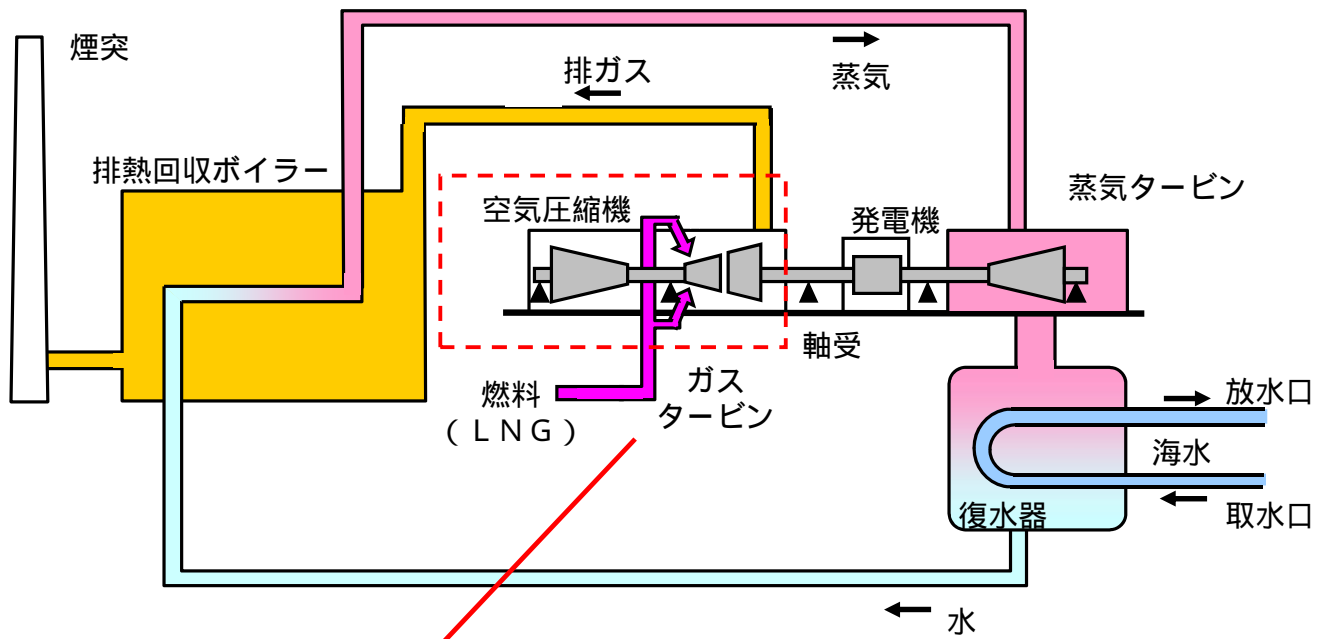 煙突
排ガス
蒸気
排熱回収ボイラー
空気圧縮機
発電機
蒸気タービン
軸受
燃料
(LNG)
ガス
タービン
放水口
海水
復水器
取水口
水